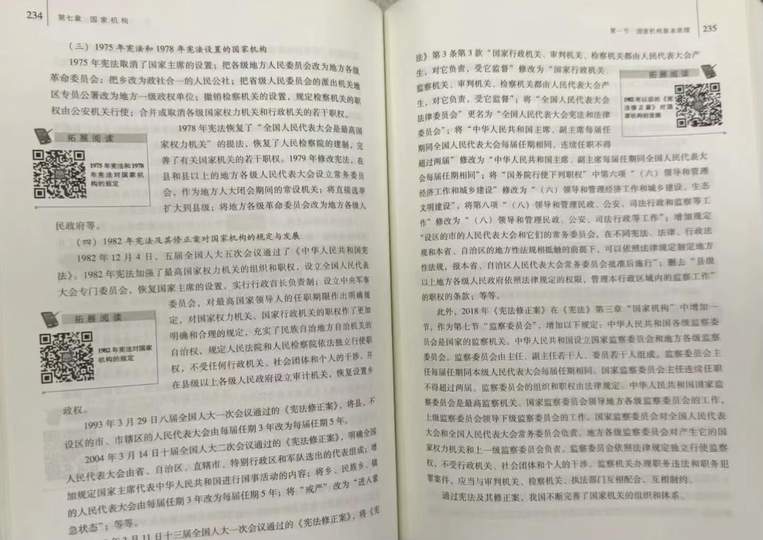 234 第七章 国家机构
（三）1975 年宪法和 1978 年宪法设置的国家机构
1975 年宪法取消了国家主席的设置；把各级地方人民委员会改为地方各级
革命委员会；把乡改为政社合一的人民公社；把省级人民委员会的派出机关地
区专员公署改为地方一级政权单位；撤销检察机关的设置，规定检察机关的职
权由公安机关行使；合并或取消各级国家权力机关和行政机关的若干职权。
拓展阅读
1975 年宪法和 1978
年宪法对国家机
构的规定
1978 年宪法恢复了“全国人民代表大会是最高国
家权力机关”的提法，恢复了人民检察院的建制，完
善了有关国家机关的若干职权。1979 年修改宪法，在
县和县以上的地方各级人民代表大会设立常务委员
会，作为地方人大闭会期间的常设机关；将直接选举
扩大到县级；将地方各级革命委员会改为地方各级人
民政府等。
（四）1982 年宪法及其修正案对国家机构的规定与发展
1982 年 12 月 4 日，五届全国人大五次会议通过了《中华人民共和国宪
法》。1982 年宪法加强了最高国家权力机关的组织和职权，设立全国人民代表
大会专门委员会，恢复国家主席的设置，实行行政首长负责制；设立中央军事
拓展阅读
1982 年宪法对国家
机构的规定
委员会，对最高国家领导人的任职期限作出明确规
定，对国家权力机关、国家行政机关的职权作了更加
明确和合理的规定，充实了民族自治地方自治机关的
自治权，规定人民法院和人民检察院依法独立行使职
权，不受任何行政机关、社会团体和个人的干涉，并
在县级以上各级人民政府设立审计机关，恢复设置乡
政权。
1993 年 3 月 29 日八届全国人大一次会议通过的《宪法修正案》，将县、不
设区的市、市辖区的人民代表大会由每届任期 3 年改为每届任期 5 年。
2004 年 3 月 14 日十届全国人大二次会议通过的《宪法修正案》，明确全国
人民代表大会由省、自治区、直辖市、特别行政区和军队选出的代表组成；增
加规定国家主席代表中华人民共和国进行国事活动的内容；将乡、民族乡、镇
的人民代表大会由每届任期 3 年改为每届任期 5 年；将“戒严”改为“进入紧
急状态”；等等。
年 3 月 11 日十三届全国人大一次会议通过的《宪法修正案》，将《宪
第一节 国家机构基本原理 235
法》第 3 条第 3 款“国家行政机关、审判机关、检察机关都由人民代表大会产
生，对它负责，受它监督”修改为“国家行政机关、
监察机关、审判机关、检察机关都由人民代表大会产
生，对它负责，受它监督”；将“全国人民代表大会
法律委员会”更名为“全国人民代表大会宪法和法律
委员会”；将“中华人民共和国主席、副主席每届任
期同全国人民代表大会每届任期相同，连续任职不得
超过两届”修改为“中华人民共和国主席、副主席每届任期同全国人民代表大
会每届任期相同”；将“国务院行使下列职权”中第六项“（六）领导和管理
经济工作和城乡建设”修改为“（六）领导和管理经济工作和城乡建设、生态
文明建设”，将第八项“（八）领导和管理民政、公安、司法行政和监察等工
作”修改为“（八）领导和管理民政、公安、司法行政等工作”；增加规定
“设区的市的人民代表大会和它们的常务委员会，在不同宪法、法律、行政法
规和本省、自治区的地方性法规相抵触的前提下，可以依照法律规定制定地方
性法规，报本省、自治区人民代表大会常务委员会批准后施行”；删去“县级
以上地方各级人民政府依照法律规定的权限，管理本行政区域内的监察工作”
的职权的条款；等等。
拓展阅读
1982 年以后的《宪
法修正案》对国
家机构的发展
此外，2018 年《宪法修正案》在《宪法》第三章“国家机构”中增加一
节，作为第七节“监察委员会”，增加以下规定：中华人民共和国各级监察委
员会是国家的监察机关。中华人民共和国设立国家监察委员会和地方各级监察
委员会。监察委员会由主任、副主任若干人、委员若干人组成。监察委员会主
任每届任期同本级人民代表大会每届任期相同。国家监察委员会主任连续任职
不得超过两届。监察委员会的组织和职权由法律规定。中华人民共和国国家监
察委员会是最高监察机关。国家监察委员会领导地方各级监察委员会的工作，
上级监察委员会领导下级监察委员会的工作。国家监察委员会对全国人民代表
大会和全国人民代表大会常务委员会负责。地方各级监察委员会对产生它的国
家权力机关和上一级监察委员会负责。监察委员会依照法律规定独立行使监察
权，不受行政机关、社会团体和个人的干涉。监察机关办理职务违法和职务犯
罪案件，应当与审判机关、检察机关、执法部门互相配合、互相制约。
通过宪法及其修正案，我国不断完善了国家机关的组织和体系。